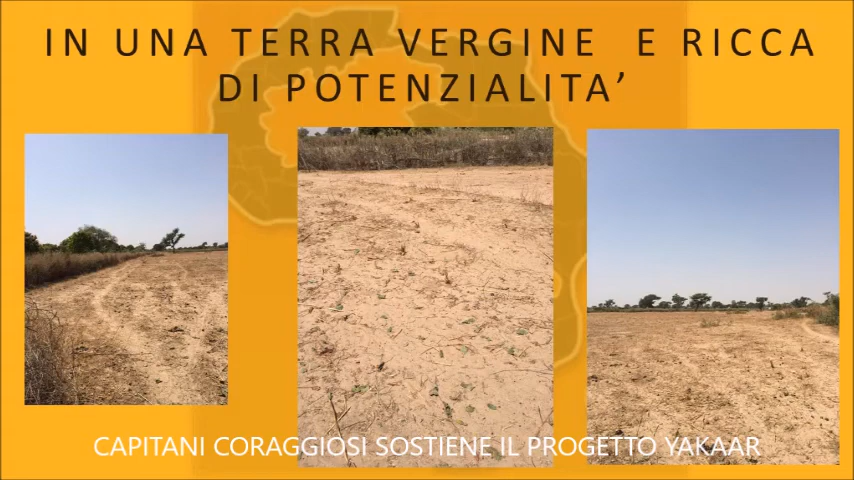 IN UNA TERRA VERGINE E RICCA
DI POTENZIALITA’
CAPITANI CORAGGIOSI SOSTIENE IL PROGETTO YAKAAR